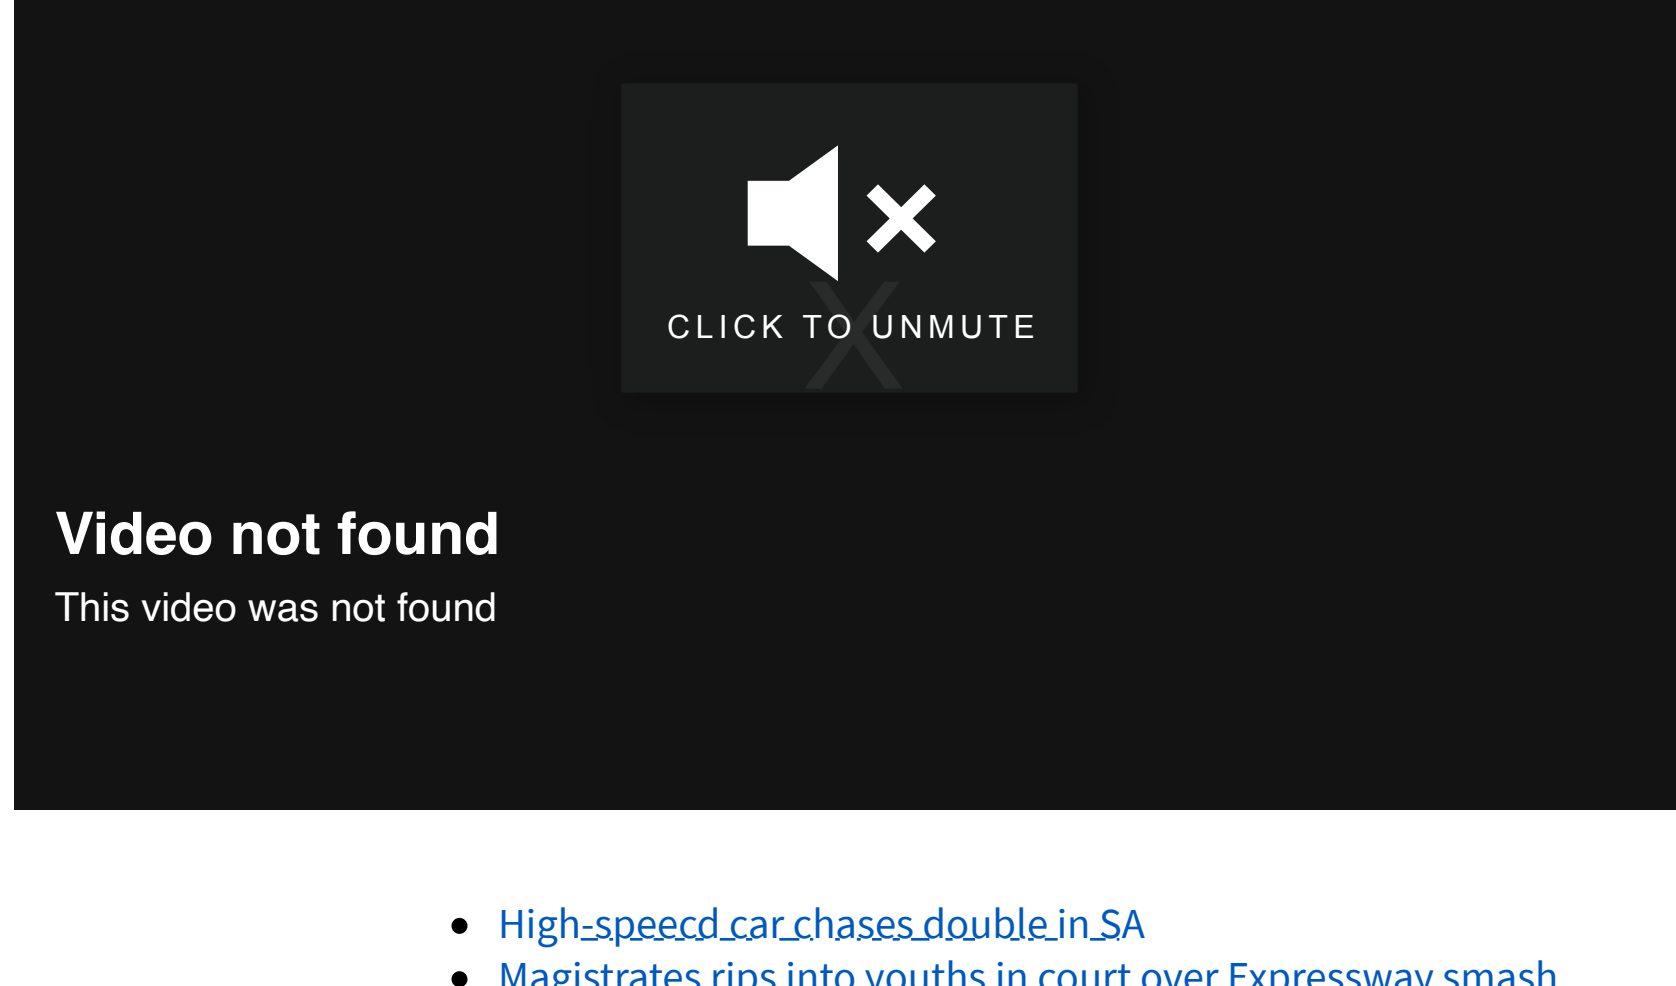 CLICK TO UNMUTE
X
Video not found
This video was not found
High-speecd car chases double in SA
Magistrates rips into youths in court over Expressway smash